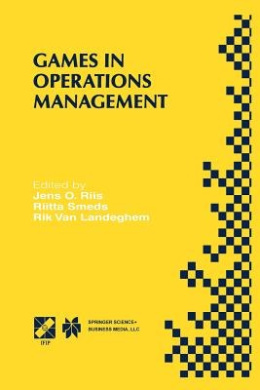 GAMES IN
OPERATIONS
MANAGEMENT
Edited by
Jens O. Riis
Riitta Smeds
Rik Van Landeghem
SPRINGER SCIENCE+
BUSINESS MEDIA, LLC
IFIP